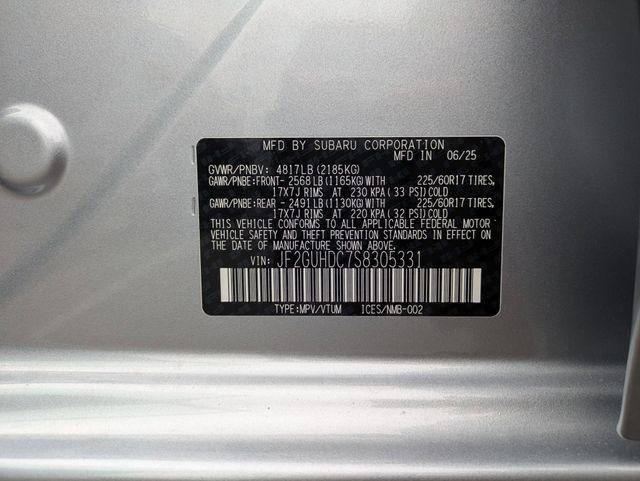 MFD BY SUBARU CORPORATION
MFD IN 06/25
GVWR/PNBV: 4817LB (2185KG)
GAWR/PNBE:FRONT- 2568LB(1165KG)WITH 225/60R17 TIRES,
17X7J RIMS AT 230 KPA (33 PSI)COLD
GAWR/PNBE:REAR - 2491LB(1130KG)WITH 225/60R17 TIRES,
17X7J RIMS AT 220 KPA (32 PSI)COLD
THIS VEHICLE CONFORMS TO ALL APPLICABLE FEDERAL MOTOR
VEHICLE SAFETY AND THEFT PREVENTION STANDARDS IN EFFECT
ON THE DATE OF MANUFACTURE SHOWN ABOVE.
VIN: JF2GUHDC7S8305331
TYPE:MPV/VTUM ICES/NMB-002